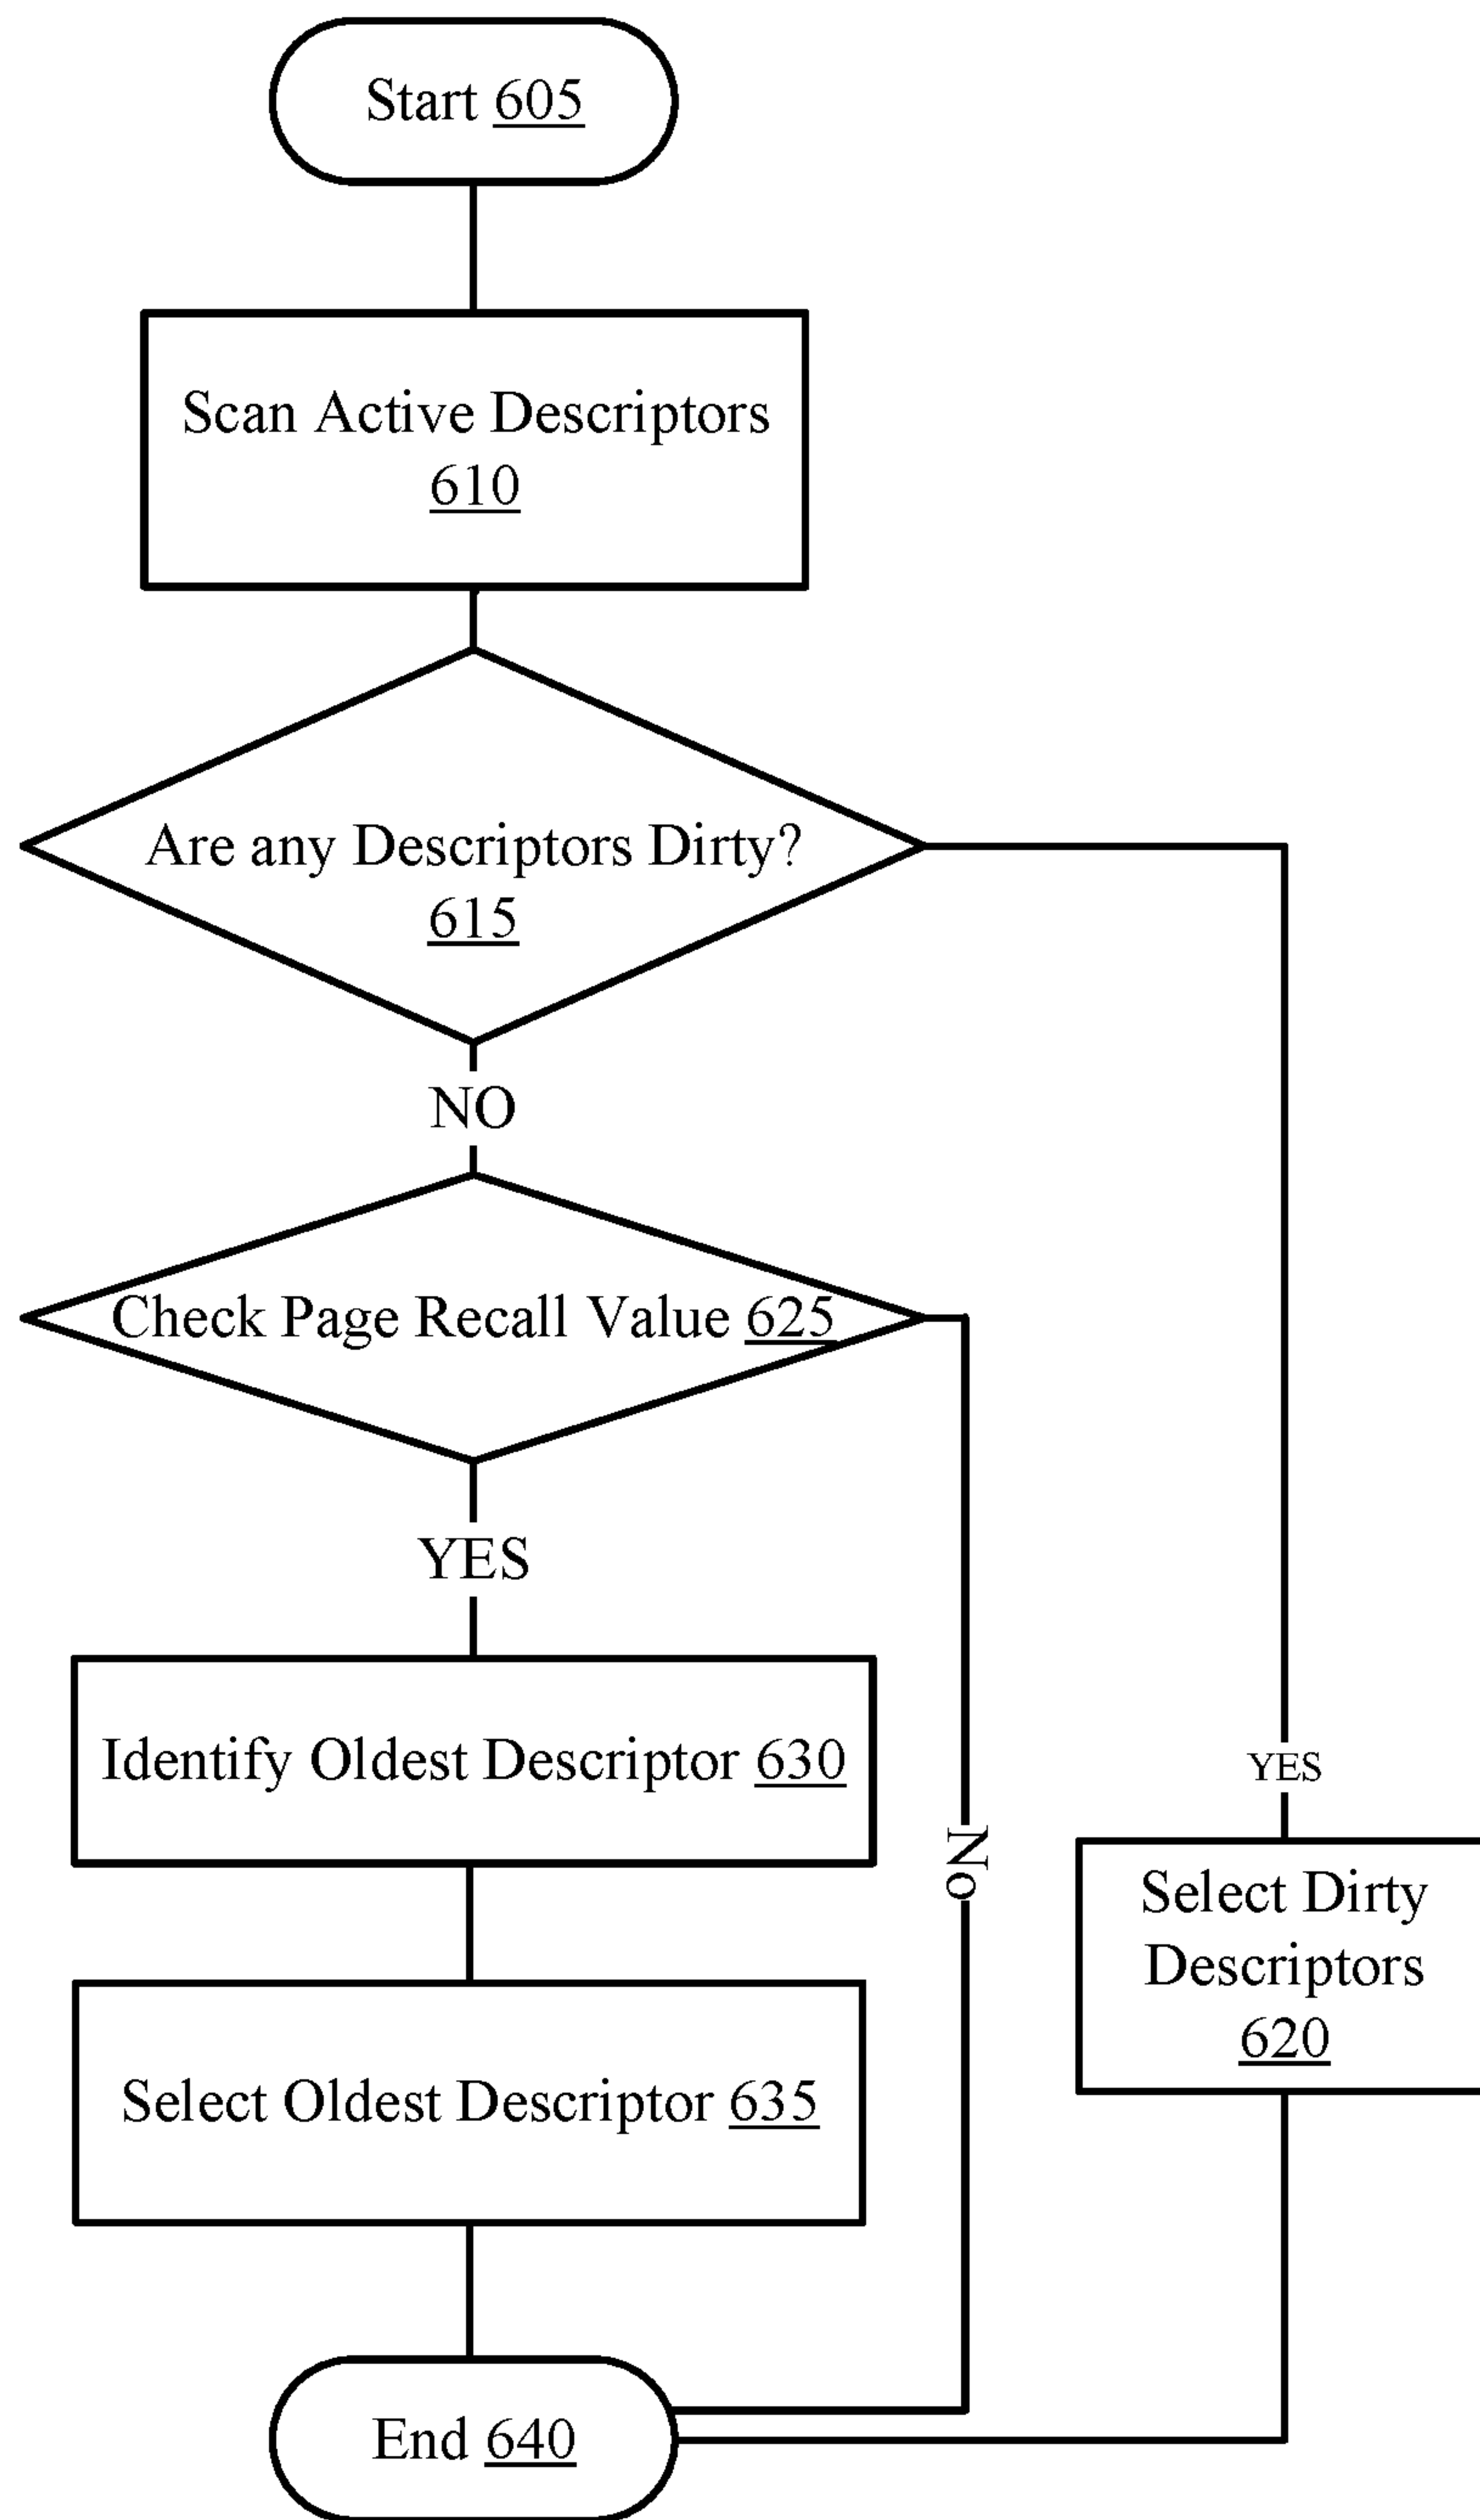 Start 605
Scan Active Descriptors
610
Are any Descriptors Dirty?
615
NO
Check Page Recall Value 625
YES
Identify Oldest Descriptor 630
YES
No
Select Dirty
Descriptors
620
Select Oldest Descriptor 635
End 640